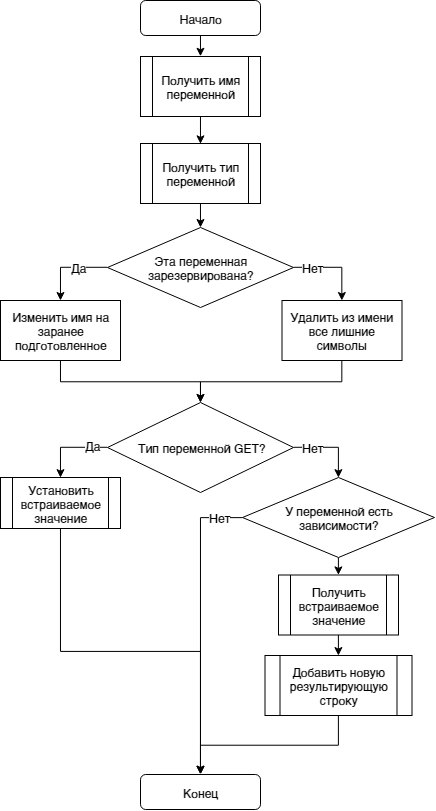 Начало
Получить имя
переменной
Получить тип
переменной
Эта переменная
зарезервирована?
Да
Нет
Изменить имя на
заранее
подготовленное
Удалить из имени
все лишние
символы
Тип переменной GET?
Да
Нет
Установить
встраиваемое
значение
Нет
У переменной есть
зависимости?
Получить
встраиваемое
значение
Добавить новую
результирующую
строку
Конец